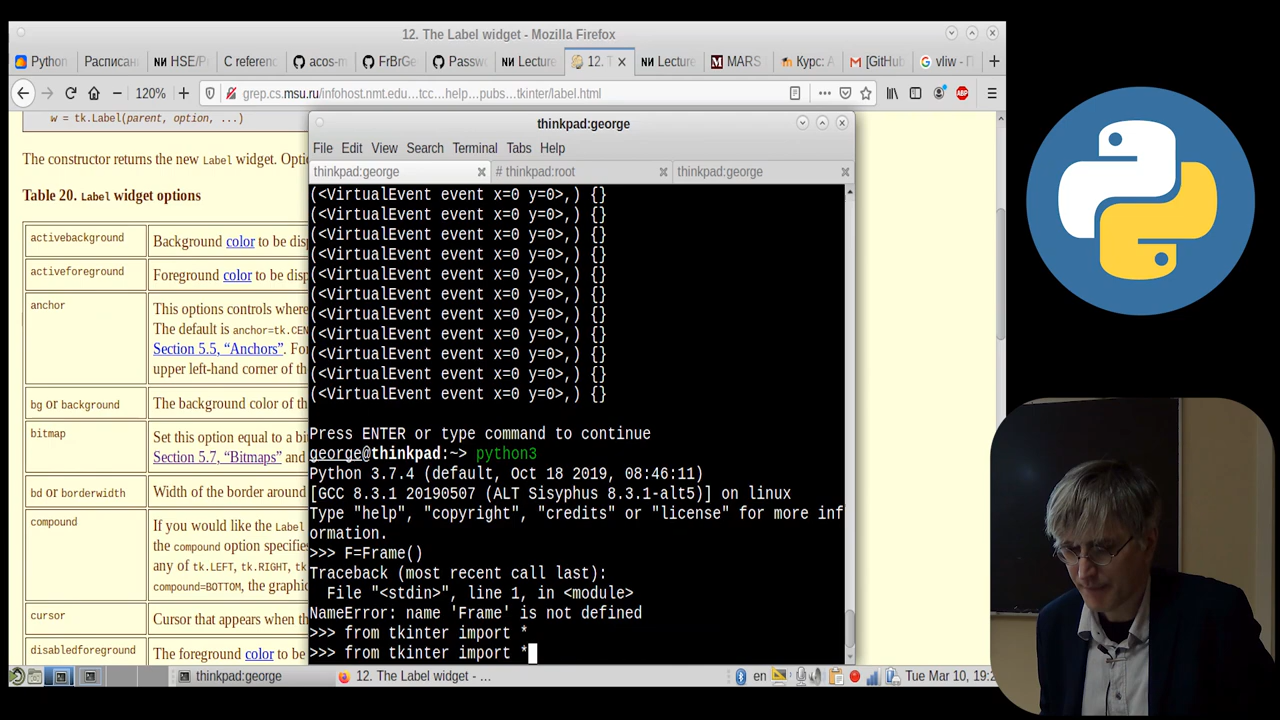 12. The Label widget - Mozilla Firefox
Python
Расписан
HSE/P
C referenc
acos-m
FrBrGe
Passwo
Lecture
12. T
Lecture
MARS
Курс: A
[GitHub
vliw - П
120%
grep.cs.msu.ru/infohost.nmt.edu…tcc…help…pubs…tkinter/label.html
w = tk.Label(parent, option, ...)
The constructor returns the new Label widget. Optio
Table 20. Label widget options
activebackground
Background color to be disp
activeforeground
Foreground color to be disp
anchor
This options controls where
The default is anchor=tk.CEN
Section 5.5, “Anchors”. For
upper left-hand corner of th
bg or background
The background color of th
bitmap
Set this option equal to a bi
Section 5.7, “Bitmaps” and
bd or borderwidth
Width of the border around
compound
If you would like the Label
the compound option specifies
any of tk.LEFT, tk.RIGHT, tk
compound=BOTTOM, the graphic
cursor
Cursor that appears when th
disabledforeground
The foreground color to be
thinkpad:george
File Edit View Search Terminal Tabs Help
thinkpad:george
# thinkpad:root
thinkpad:george
(<VirtualEvent event x=0 y=0>,) {}
(<VirtualEvent event x=0 y=0>,) {}
(<VirtualEvent event x=0 y=0>,) {}
(<VirtualEvent event x=0 y=0>,) {}
(<VirtualEvent event x=0 y=0>,) {}
(<VirtualEvent event x=0 y=0>,) {}
(<VirtualEvent event x=0 y=0>,) {}
(<VirtualEvent event x=0 y=0>,) {}
(<VirtualEvent event x=0 y=0>,) {}
(<VirtualEvent event x=0 y=0>,) {}
(<VirtualEvent event x=0 y=0>,) {}
Press ENTER or type command to continue
george@thinkpad:~> python3
Python 3.7.4 (default, Oct 18 2019, 08:46:11)
[GCC 8.3.1 20190507 (ALT Sisyphus 8.3.1-alt5)] on linux
Type "help", "copyright", "credits" or "license" for more inf
ormation.
>>> F=Frame()
Traceback (most recent call last):
File "<stdin>", line 1, in <module>
NameError: name 'Frame' is not defined
>>> from tkinter import *
>>> from tkinter import *
thinkpad:george
12. The Label widget - …
en
Tue Mar 10, 19:2